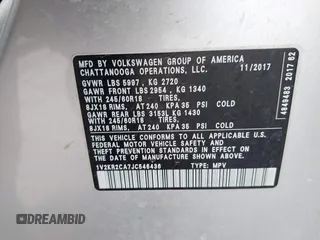 MFD. BY VOLKSWAGEN GROUP OF AMERICA
CHATTANOOGA OPERATIONS, LLC. 11/2017
GVWR LBS 5997, KG 2720
GAWR FRONT LBS 2954, KG 1340
WITH 245/60R18 TIRES,
8JX18 RIMS, AT 240 KPA 35 PSI COLD
GAWR REAR LBS 3153, KG 1430
WITH 245/60R18 TIRES,
8JX18 RIMS, AT 240 KPA 35 PSI COLD
THIS VEHICLE CONFORMS TO ALL APPLICABLE U.S.
FEDERAL MOTOR VEHICLE SAFETY AND
THEFT PREVENTION STANDARDS IN EFFECT ON THE DATE
OF MANUFACTURE SHOWN ABOVE.
1V2KR2CA7JC546436 TYPE: MPV
4849483 2017 62